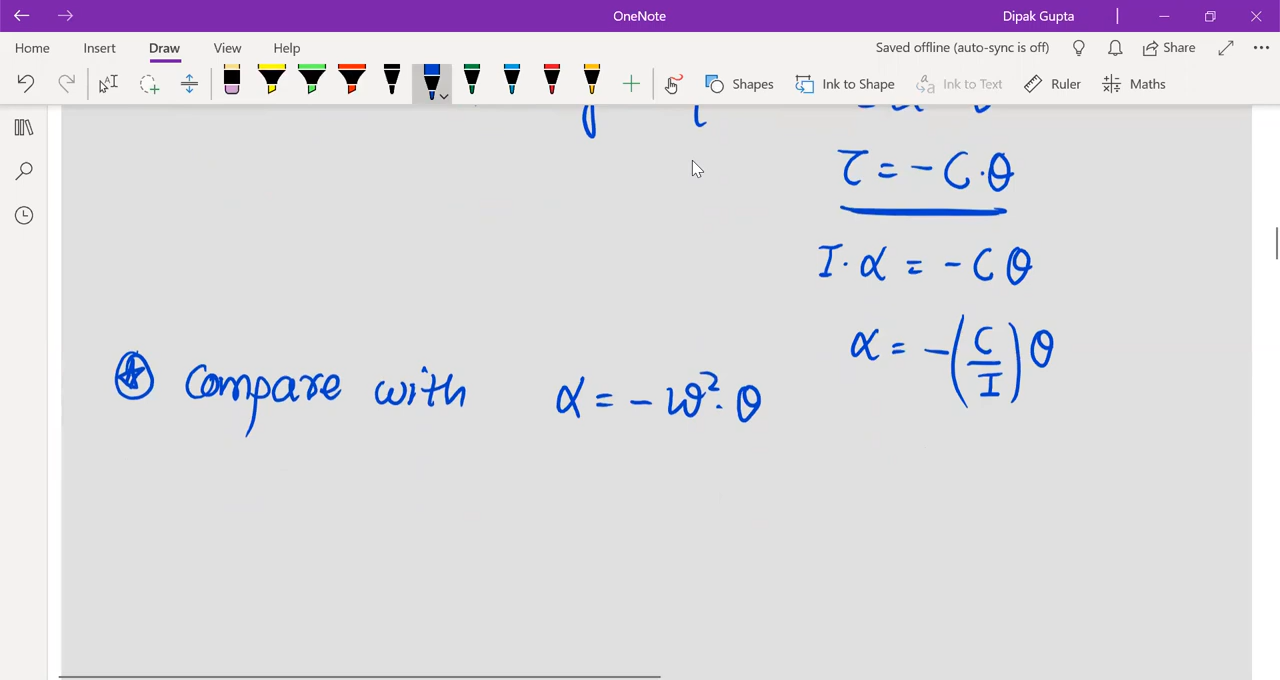 OneNote
Dipak Gupta
Home Insert Draw View Help
Saved offline (auto-sync is off)
Share
Shapes
Ink to Shape
Ink to Text
Ruler
Maths
τ = - C·θ
I·α = - Cθ
α = -(C/I)θ
Compare with α = - ω²·θ